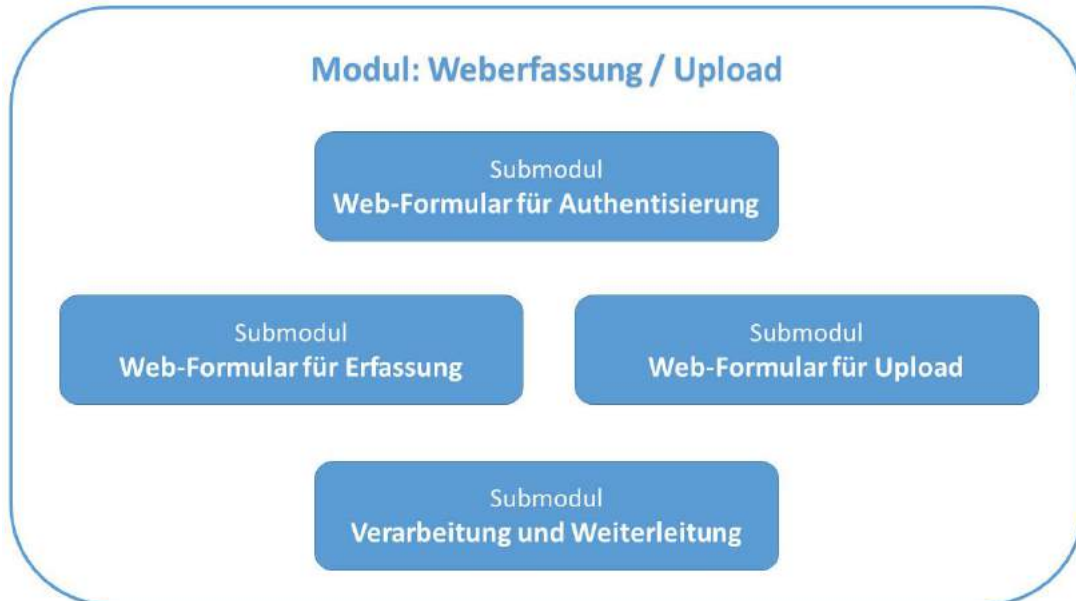 Modul: Weberfassung / Upload
Submodul
Web-Formular für Authentisierung
Submodul
Web-Formular für Erfassung
Submodul
Web-Formular für Upload
Submodul
Verarbeitung und Weiterleitung